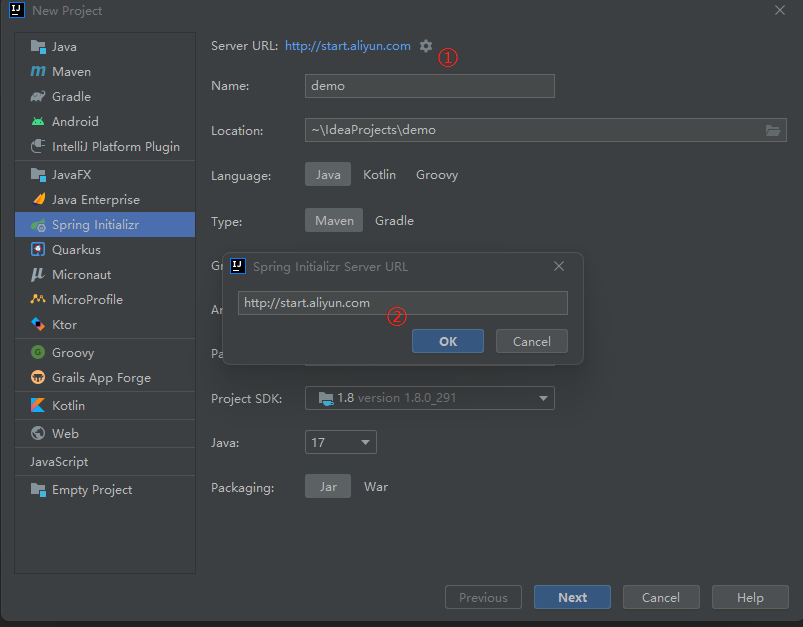 New Project
Java
Maven
Gradle
Android
IntelliJ Platform Plugin
JavaFX
Java Enterprise
Spring Initializr
Quarkus
Micronaut
MicroProfile
Ktor
Groovy
Grails App Forge
Kotlin
Web
JavaScript
Empty Project
Server URL: http://start.aliyun.com ①
Name: demo
Location: ~\IdeaProjects\demo
Language: Java Kotlin Groovy
Type: Maven Gradle
Gr
Ar
Pa
Spring Initializr Server URL
http://start.aliyun.com
②
OK Cancel
Project SDK: 1.8 version 1.8.0_291
Java: 17
Packaging: Jar War
Previous Next Cancel Help